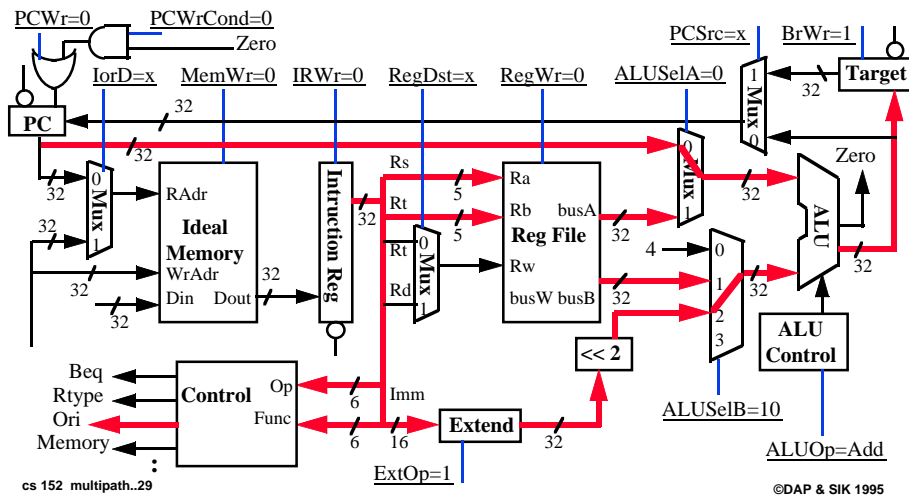 PCWr=0
PCWrCond=0
Zero
PCSrc=x
BrWr=1
IorD=x
MemWr=0
IRWr=0
RegDst=x
RegWr=0
ALUSelA=0
1
Mux
0
32
Target
PC
32
32
32
32
0
Mux
1
32
32
RAdr
Ideal
Memory
WrAdr
Din
Dout
32
32
32
Intruction Reg
32
Rs
Rt
Rt
Rd
5
5
0
Mux
1
Ra
Rb
busA
Reg File
Rw
busW
busB
32
32
0
Mux
1
32
4
0
1
2
3
32
Zero
ALU
32
ALU
Control
<< 2
Beq
Rtype
Ori
Memory
:
Control
Op
Func
6
6
Imm
16
Extend
32
ExtOp=1
ALUSelB=10
ALUOp=Add
cs 152 multipath..29
©DAP & SIK 1995